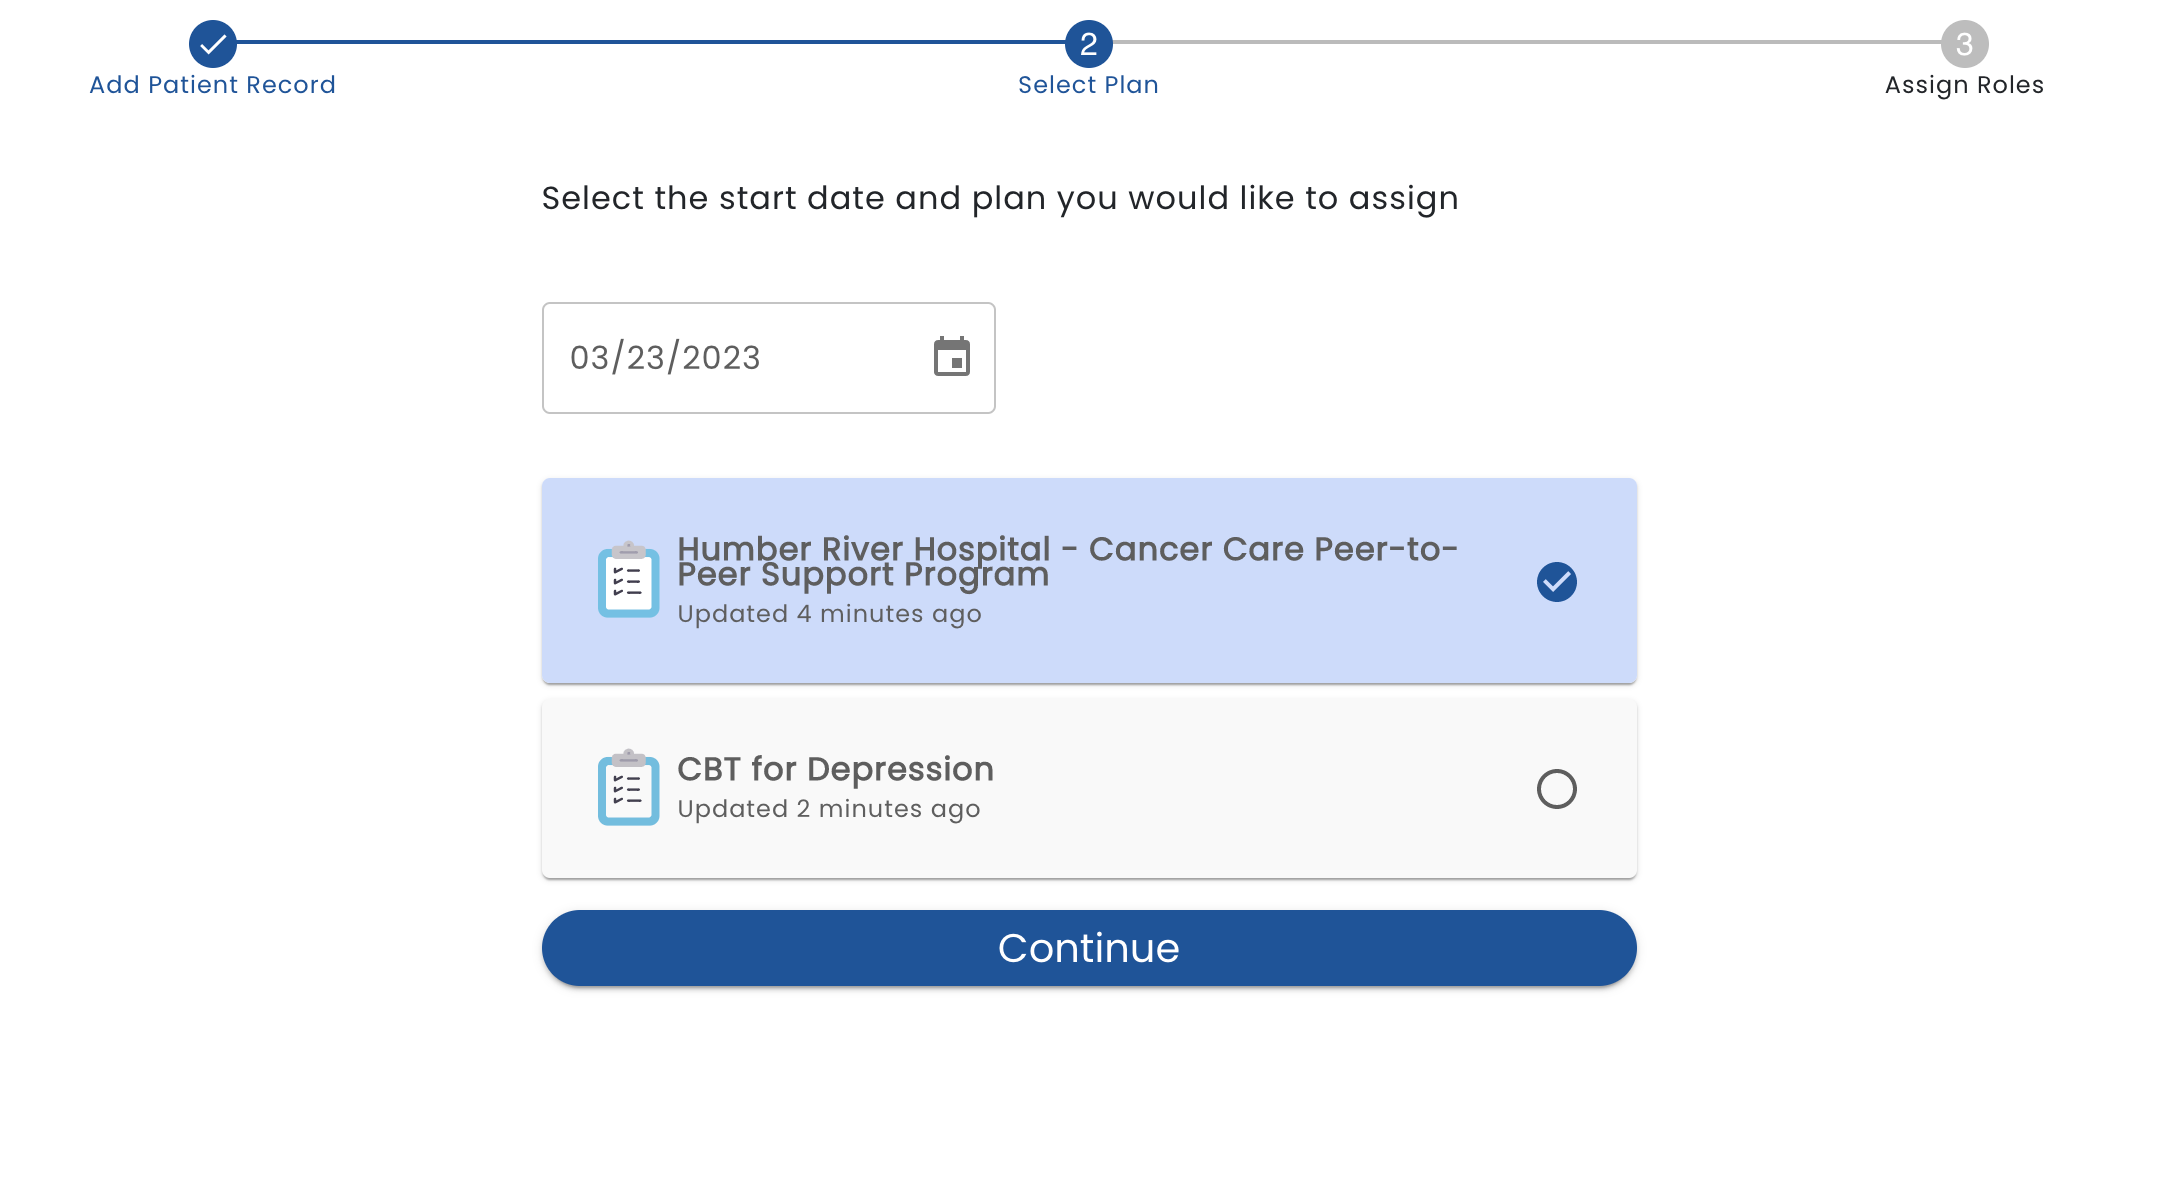 2
3
Add Patient Record
Select Plan
Assign Roles
Select the start date and plan you would like to assign
03/23/2023
Humber River Hospital - Cancer Care Peer-to-
Peer Support Program
Updated 4 minutes ago
CBT for Depression
Updated 2 minutes ago
Continue